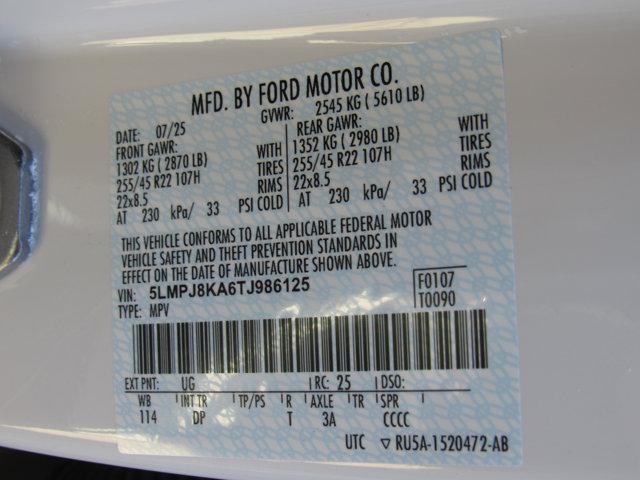 MFD. BY FORD MOTOR CO.
DATE: 07/25 GVWR: 2545 KG ( 5610 LB)
FRONT GAWR: REAR GAWR:
1302 KG ( 2870 LB) WITH 1352 KG ( 2980 LB) WITH
255/45 R22 107H TIRES 255/45 R22 107H TIRES
22x8.5 RIMS 22x8.5 RIMS
AT 230 kPa/ 33 PSI COLD AT 230 kPa/ 33 PSI COLD
THIS VEHICLE CONFORMS TO ALL APPLICABLE FEDERAL MOTOR
VEHICLE SAFETY AND THEFT PREVENTION STANDARDS IN
EFFECT ON THE DATE OF MANUFACTURE SHOWN ABOVE.
VIN: 5LMPJ8KA6TJ986125 F0107
TYPE: MPV T0090
EXT PNT: UG RC: 25 DSO:
WB INT TR TP/PS R AXLE TR SPR
114 DP T 3A CCCC
UTC ▽ RU5A-1520472-AB